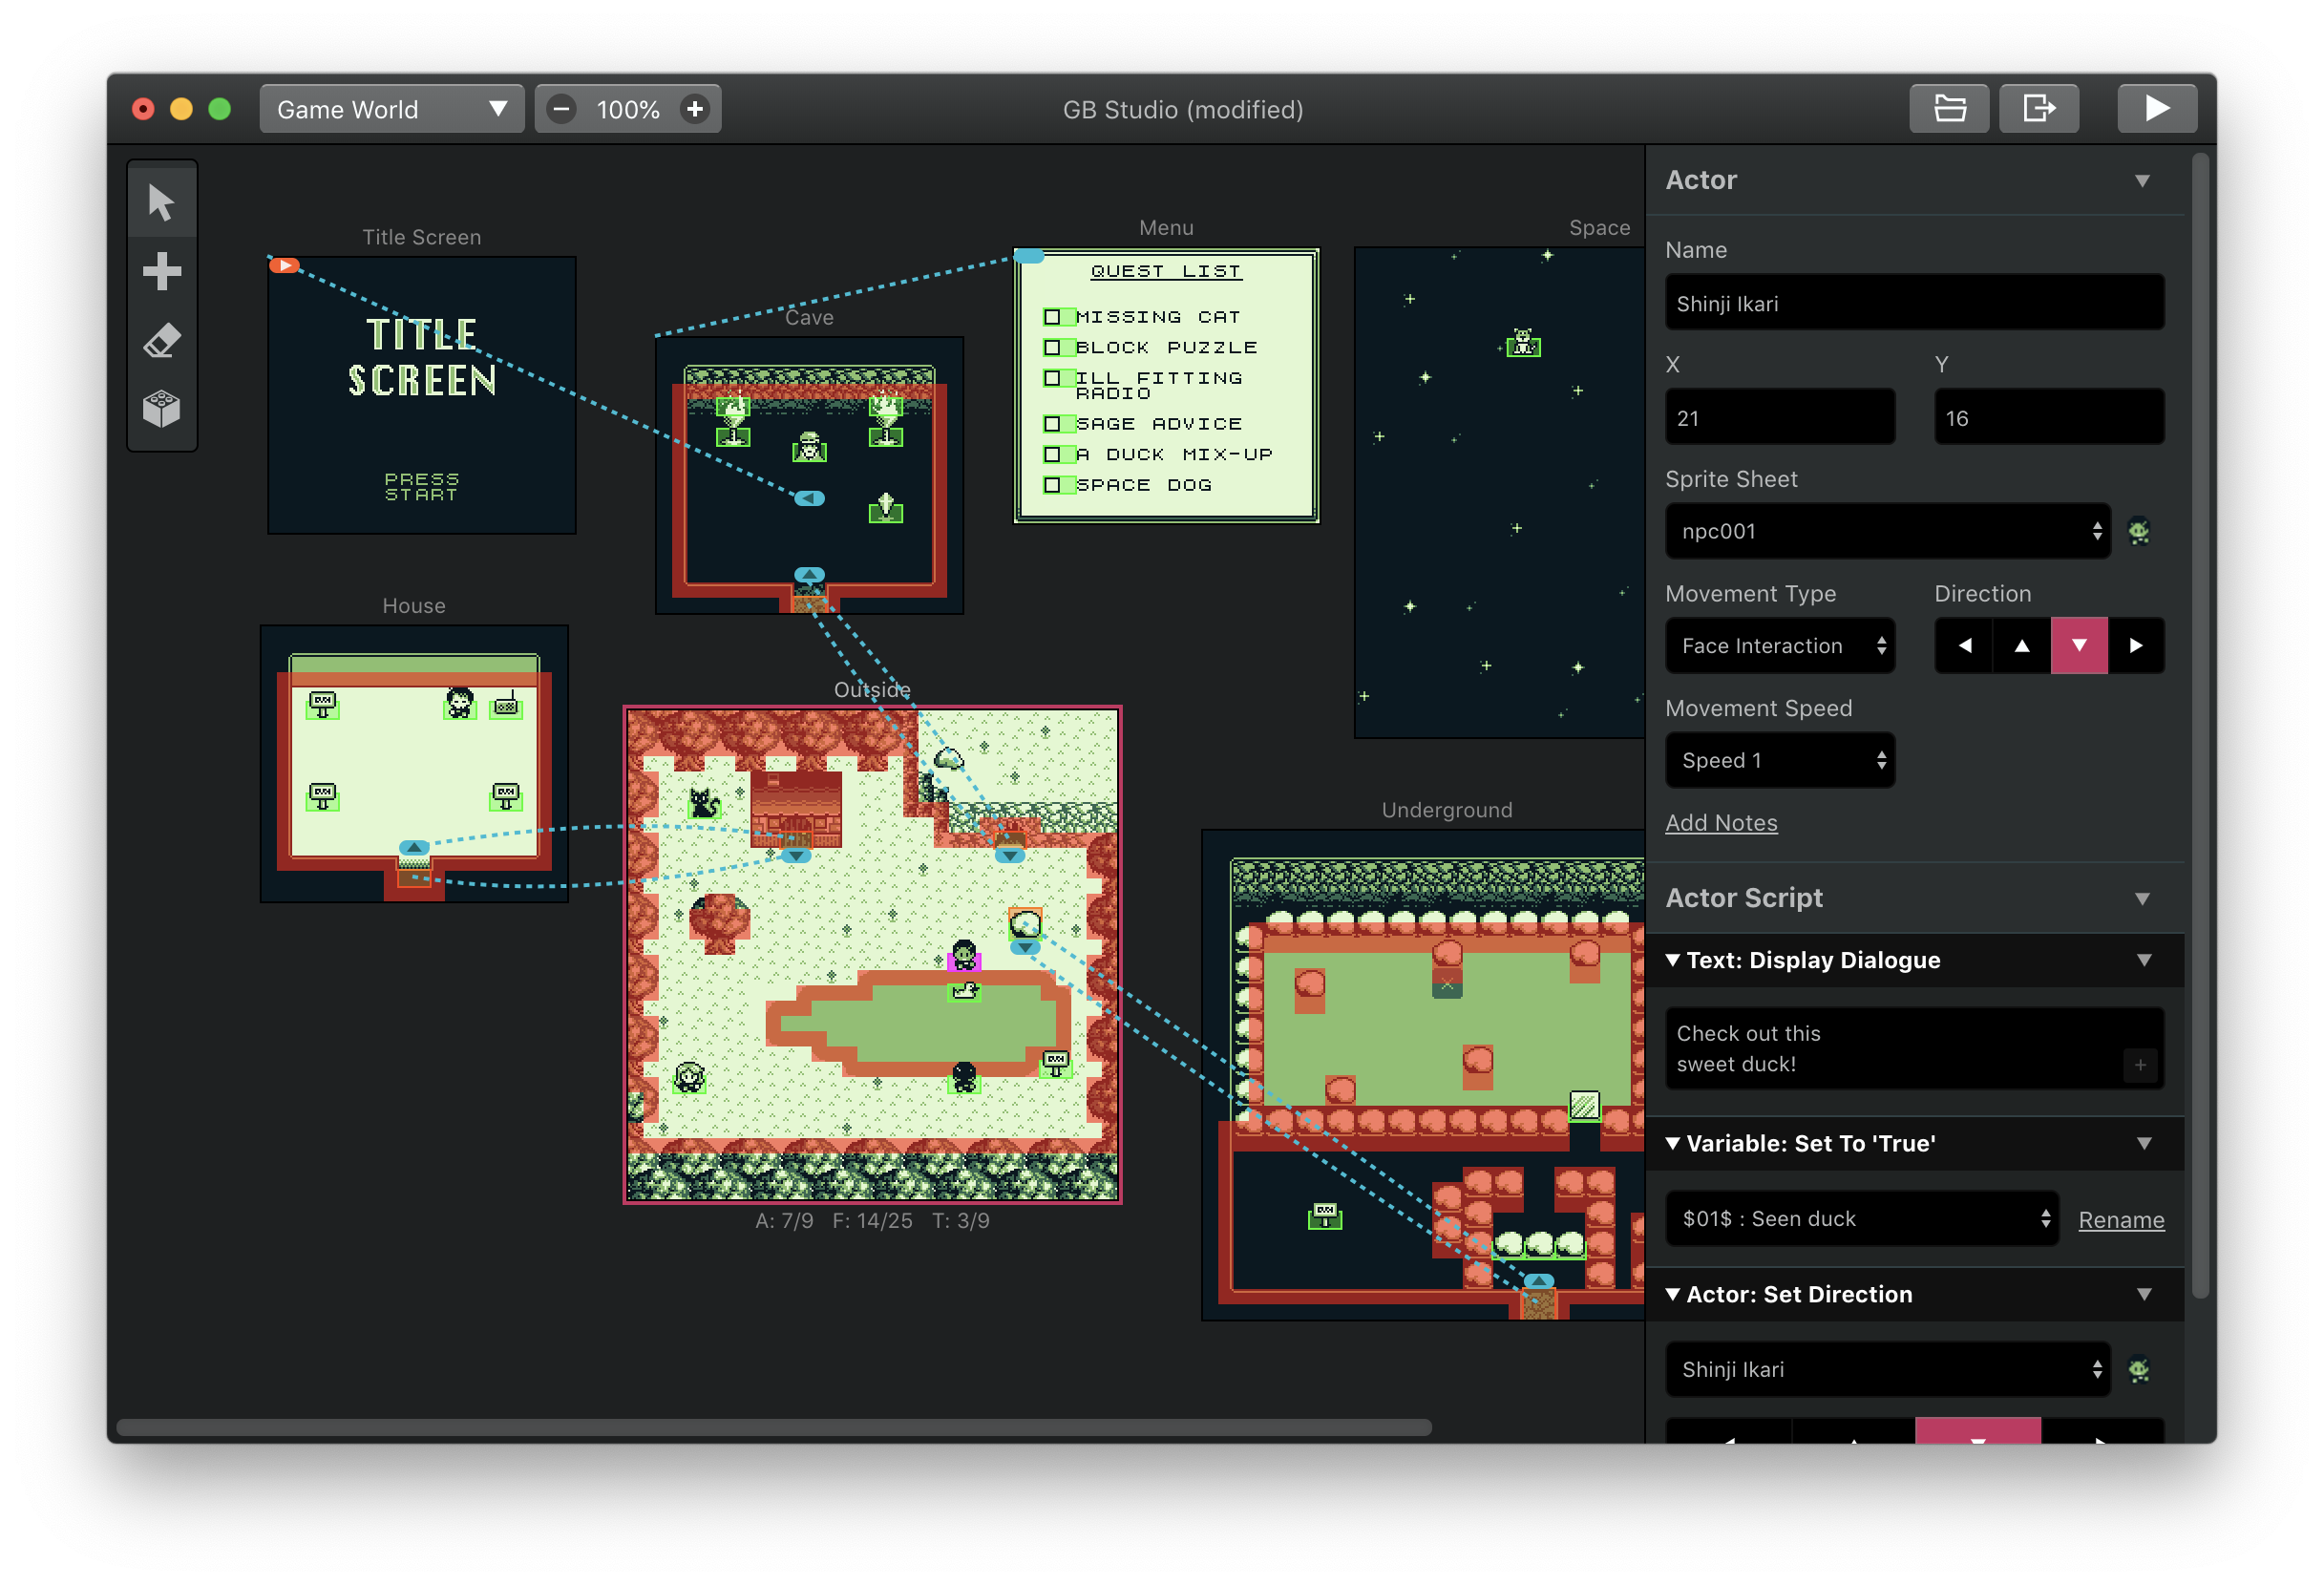 Game World
100%
GB Studio (modified)
Title Screen
TITLE
SCREEN
PRESS
START
Cave
Menu
QUEST LIST
MISSING CAT
BLOCK PUZZLE
ILL FITTING
RADIO
SAGE ADVICE
A DUCK MIX-UP
SPACE DOG
Space
House
Outside
A: 7/9 F: 14/25 T: 3/9
Underground
Actor
Name
Shinji Ikari
X
Y
21
16
Sprite Sheet
npc001
Movement Type
Direction
Face Interaction
Movement Speed
Speed 1
Add Notes
Actor Script
Text: Display Dialogue
Check out this
sweet duck!
Variable: Set To 'True'
$01$ : Seen duck
Rename
Actor: Set Direction
Shinji Ikari